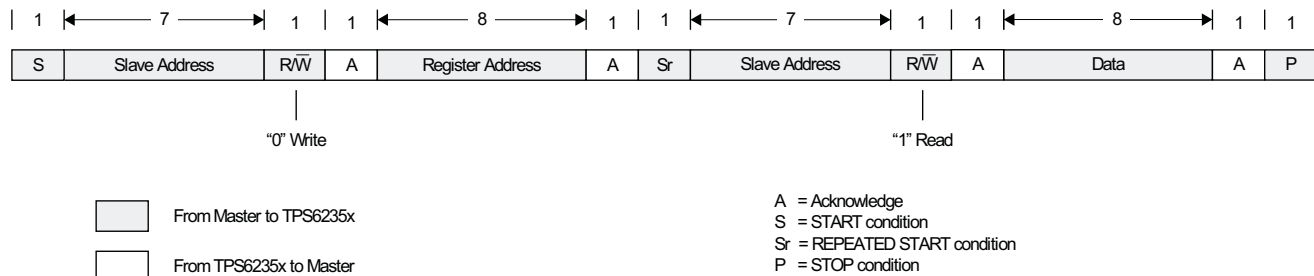 1 7 1 1 8 1 1 7 1 1 8 1 1
S Slave Address R/W̅ A Register Address A Sr Slave Address R/W̅ A Data A P
“0” Write “1” Read
From Master to TPS6235x
From TPS6235x to Master
A = Acknowledge
S = START condition
Sr = REPEATED START condition
P = STOP condition